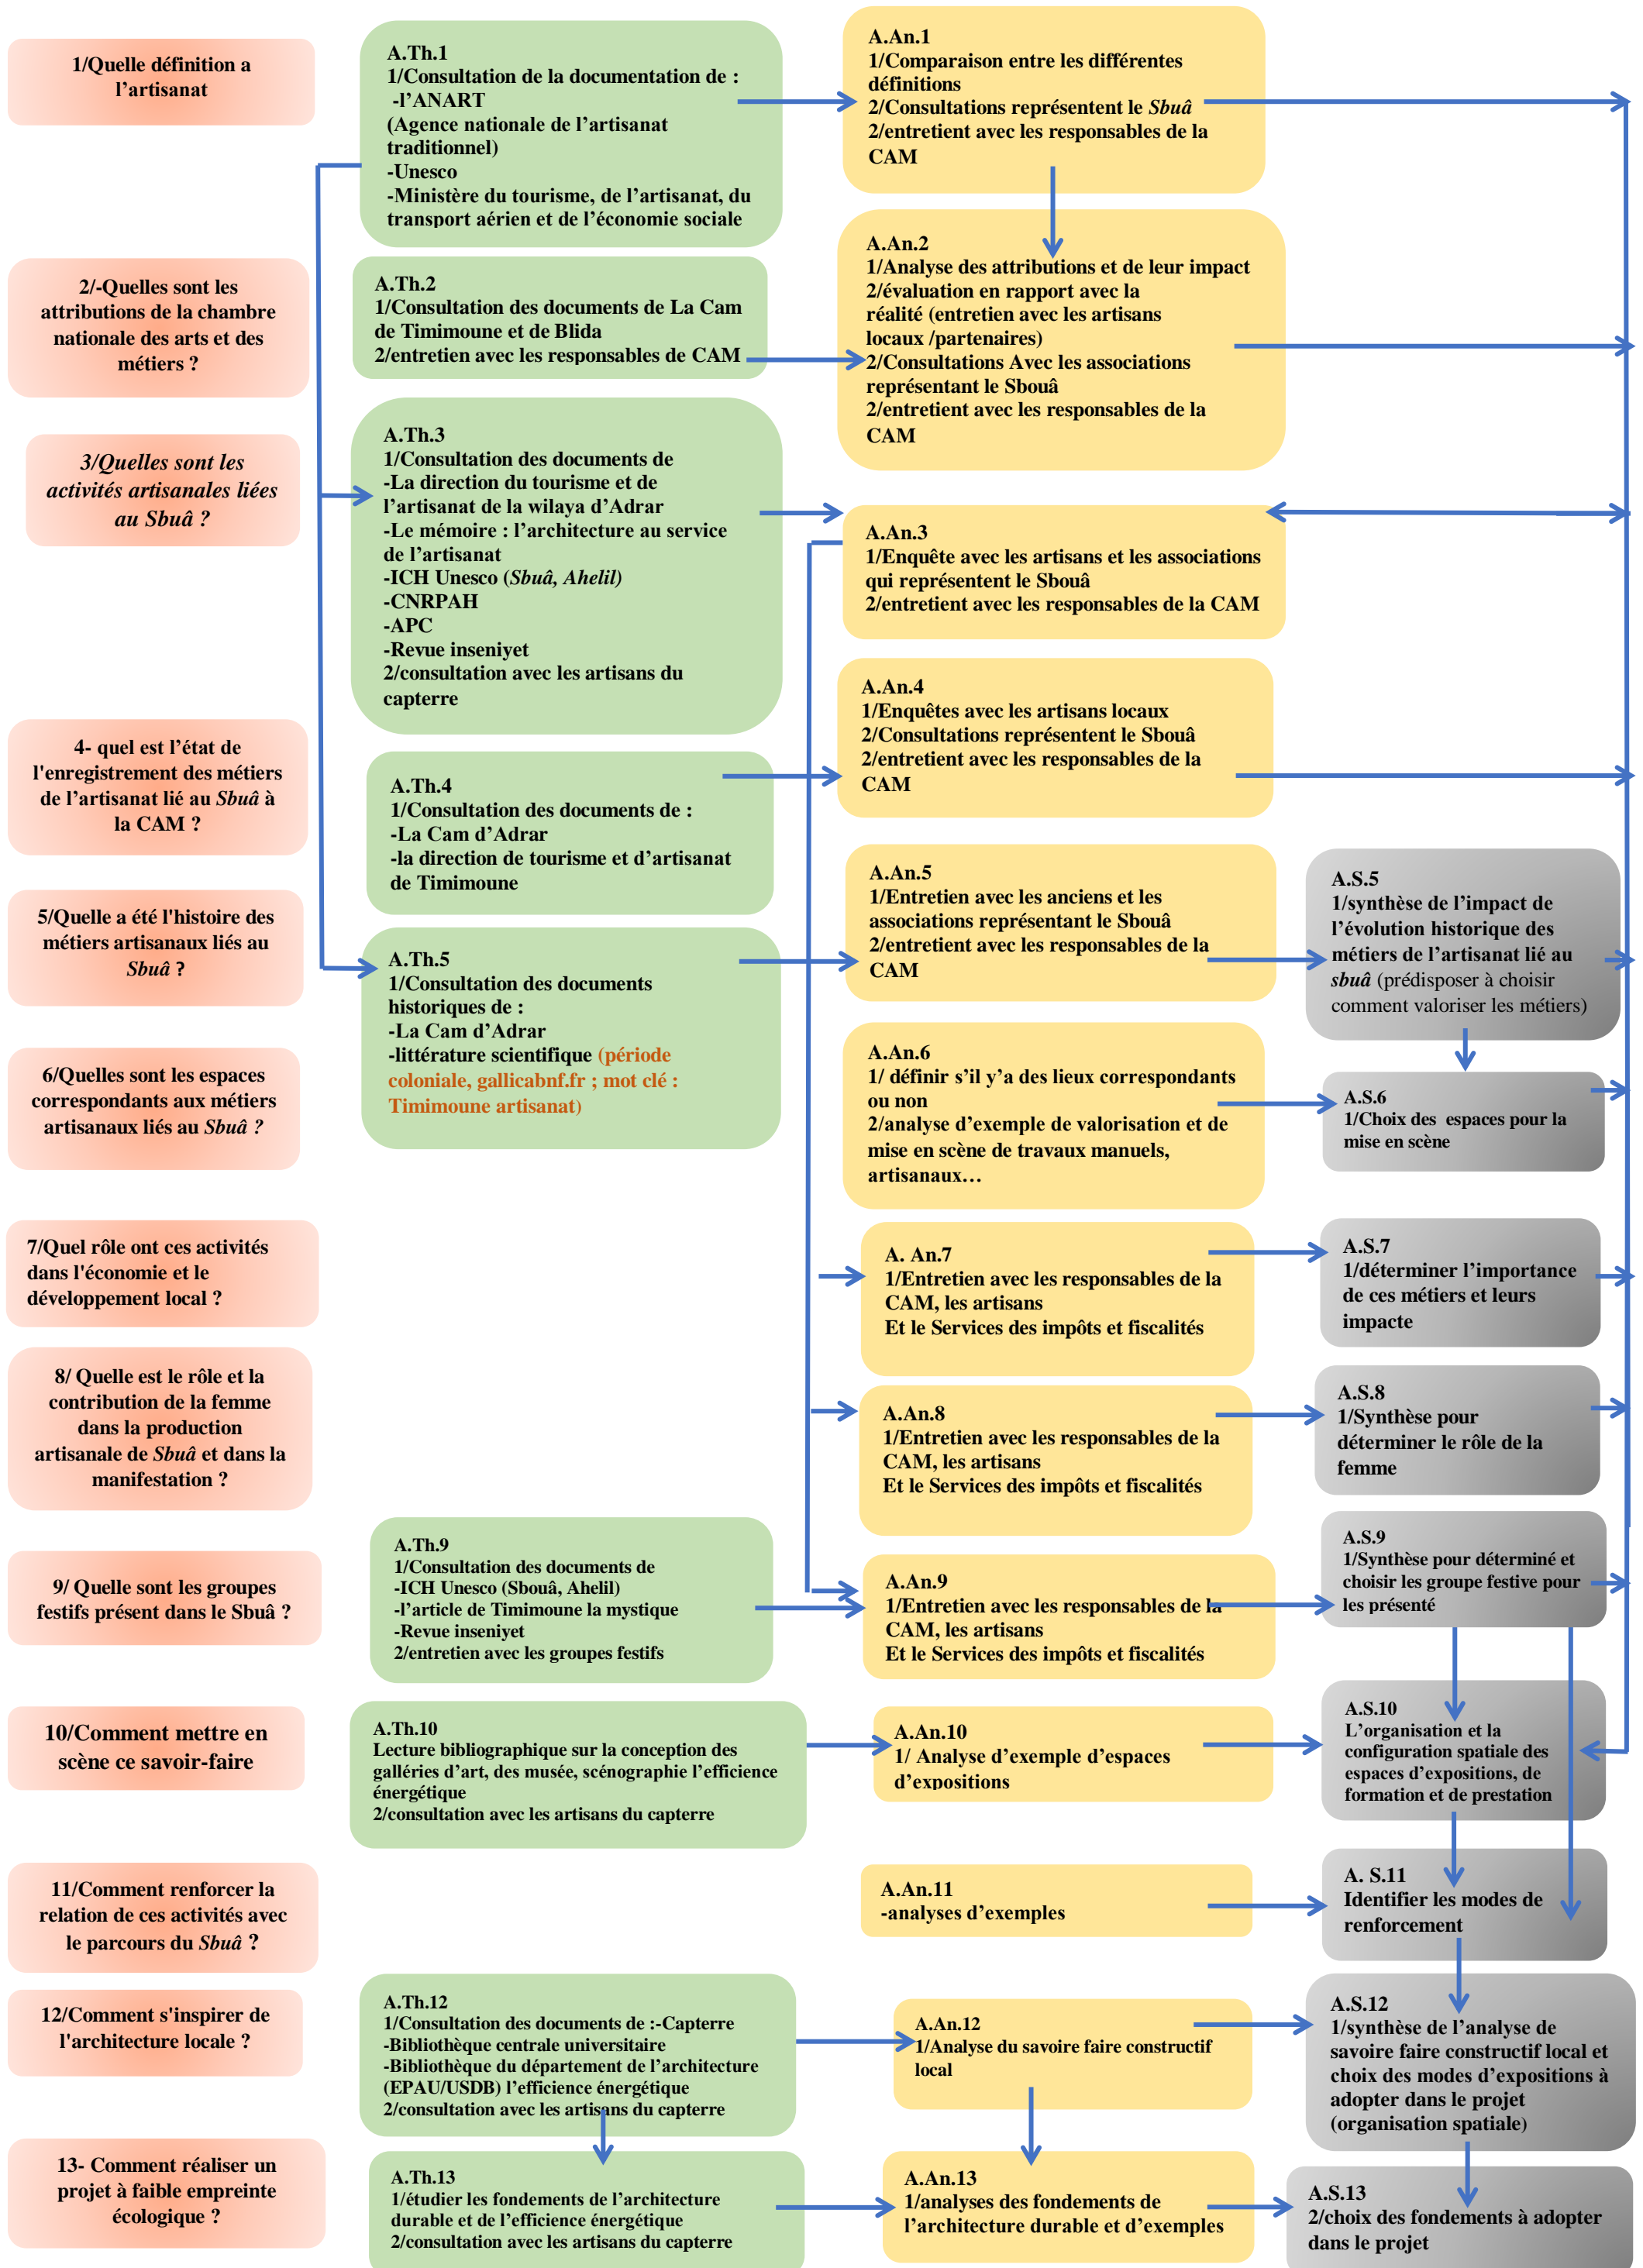 1/Quelle définition a
l’artisanat
A.Th.1
1/Consultation de la documentation de :
-l’ANART
(Agence nationale de l’artisanat
traditionnel)
-Unesco
-Ministère du tourisme, de l’artisanat, du
transport aérien et de l’économie sociale
A.An.1
1/Comparaison entre les différentes
définitions
2/Consultations représentent le Sbuâ
2/entretient avec les responsables de la
CAM
2/-Quelles sont les
attributions de la chambre
nationale des arts et des
métiers ?
A.Th.2
1/Consultation des documents de La Cam
de Timimoune et de Blida
2/entretien avec les responsables de CAM
A.An.2
1/Analyse des attributions et de leur impact
2/évaluation en rapport avec la
réalité (entretien avec les artisans
locaux /partenaires)
2/Consultations Avec les associations
représentant le Sbouâ
2/entretient avec les responsables de la
CAM
3/Quelles sont les
activités artisanales liées
au Sbuâ ?
A.Th.3
1/Consultation des documents de
-La direction du tourisme et de
l’artisanat de la wilaya d’Adrar
-Le mémoire : l’architecture au service
de l’artisanat
-ICH Unesco (Sbuâ, Ahelil)
-CNRPAH
-APC
-Revue inseniyet
2/consultation avec les artisans du
capterre
A.An.3
1/Enquête avec les artisans et les associations
qui représentent le Sbouâ
2/entretient avec les responsables de la CAM
4- quel est l’état de
l'enregistrement des métiers
de l’artisanat lié au Sbuâ à
la CAM ?
A.Th.4
1/Consultation des documents de :
-La Cam d’Adrar
-la direction de tourisme et d’artisanat
de Timimoune
A.An.4
1/Enquêtes avec les artisans locaux
2/Consultations représentent le Sbouâ
2/entretient avec les responsables de la
CAM
5/Quelle a été l'histoire des
métiers artisanaux liés au
Sbuâ ?
A.Th.5
1/Consultation des documents
historiques de :
-La Cam d’Adrar
-littérature scientifique (période
coloniale, gallicabnf.fr ; mot clé :
Timimoune artisanat)
A.An.5
1/Entretien avec les anciens et les
associations représentant le Sbouâ
2/entretient avec les responsables de la
CAM
A.S.5
1/synthèse de l’impact de
l’évolution historique des
métiers de l’artisanat lié au
sbuâ (prédisposer à choisir
comment valoriser les métiers)
6/Quelles sont les espaces
correspondants aux métiers
artisanaux liés au Sbuâ ?
A.An.6
1/ définir s’il y’a des lieux correspondants
ou non
2/analyse d’exemple de valorisation et de
mise en scène de travaux manuels,
artisanaux…
A.S.6
1/Choix des espaces pour la
mise en scène
7/Quel rôle ont ces activités
dans l'économie et le
développement local ?
A. An.7
1/Entretien avec les responsables de la
CAM, les artisans
Et le Services des impôts et fiscalités
A.S.7
1/déterminer l’importance
de ces métiers et leurs
impacte
8/ Quelle est le rôle et la
contribution de la femme
dans la production
artisanale de Sbuâ et dans la
manifestation ?
A.An.8
1/Entretien avec les responsables de la
CAM, les artisans
Et le Services des impôts et fiscalités
A.S.8
1/Synthèse pour
déterminer le rôle de la
femme
9/ Quelle sont les groupes
festifs présent dans le Sbuâ ?
A.Th.9
1/Consultation des documents de
-ICH Unesco (Sbouâ, Ahelil)
-l’article de Timimoune la mystique
-Revue inseniyet
2/entretien avec les groupes festifs
A.An.9
1/Entretien avec les responsables de la
CAM, les artisans
Et le Services des impôts et fiscalités
A.S.9
1/Synthèse pour déterminé et
choisir les groupe festive pour
les présenté
10/Comment mettre en
scène ce savoir-faire
A.Th.10
Lecture bibliographique sur la conception des
galléries d’art, des musée, scénographie l’efficience
énergétique
2/consultation avec les artisans du capterre
A.An.10
1/ Analyse d’exemple d’espaces
d’expositions
A.S.10
L’organisation et la
configuration spatiale des
espaces d’expositions, de
formation et de prestation
11/Comment renforcer la
relation de ces activités avec
le parcours du Sbuâ ?
A.An.11
-analyses d’exemples
A. S.11
Identifier les modes de
renforcement
12/Comment s'inspirer de
l'architecture locale ?
A.Th.12
1/Consultation des documents de :-Capterre
-Bibliothèque centrale universitaire
-Bibliothèque du département de l’architecture
(EPAU/USDB) l’efficience énergétique
2/consultation avec les artisans du capterre
A.An.12
1/Analyse du savoire faire constructif
local
A.S.12
1/synthèse de l’analyse de
savoire faire constructif local et
choix des modes d’expositions à
adopter dans le projet
(organisation spatiale)
13- Comment réaliser un
projet à faible empreinte
écologique ?
A.Th.13
1/étudier les fondements de l’architecture
durable et de l’efficience énergétique
2/consultation avec les artisans du capterre
A.An.13
1/analyses des fondements de
l’architecture durable et d’exemples
A.S.13
2/choix des fondements à adopter
dans le projet